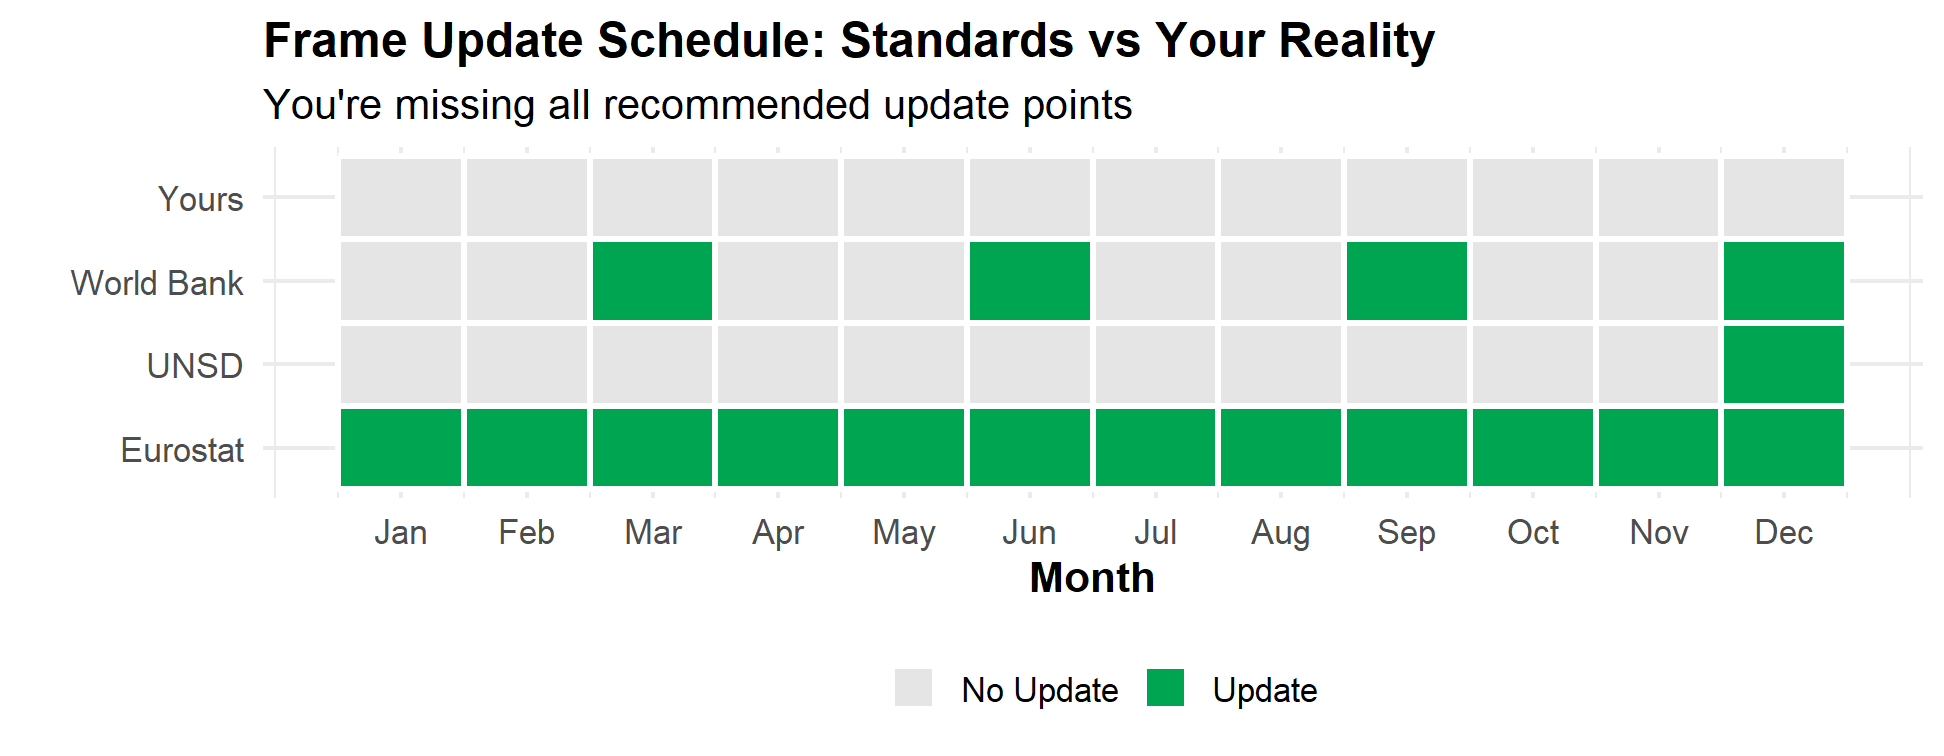 Frame Update Schedule: Standards vs Your Reality
You're missing all recommended update points
Yours
World Bank
UNSD
Eurostat
Jan Feb Mar Apr May Jun Jul Aug Sep Oct Nov Dec
Month
No Update Update